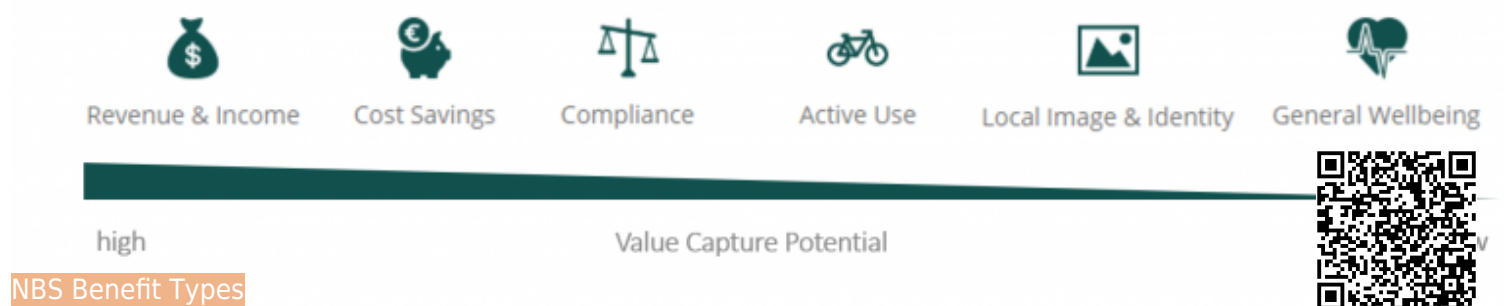 Revenue & Income Cost Savings Compliance Active Use Local Image & Identity General Wellbeing
high Value Capture Potential
NBS Benefit Types